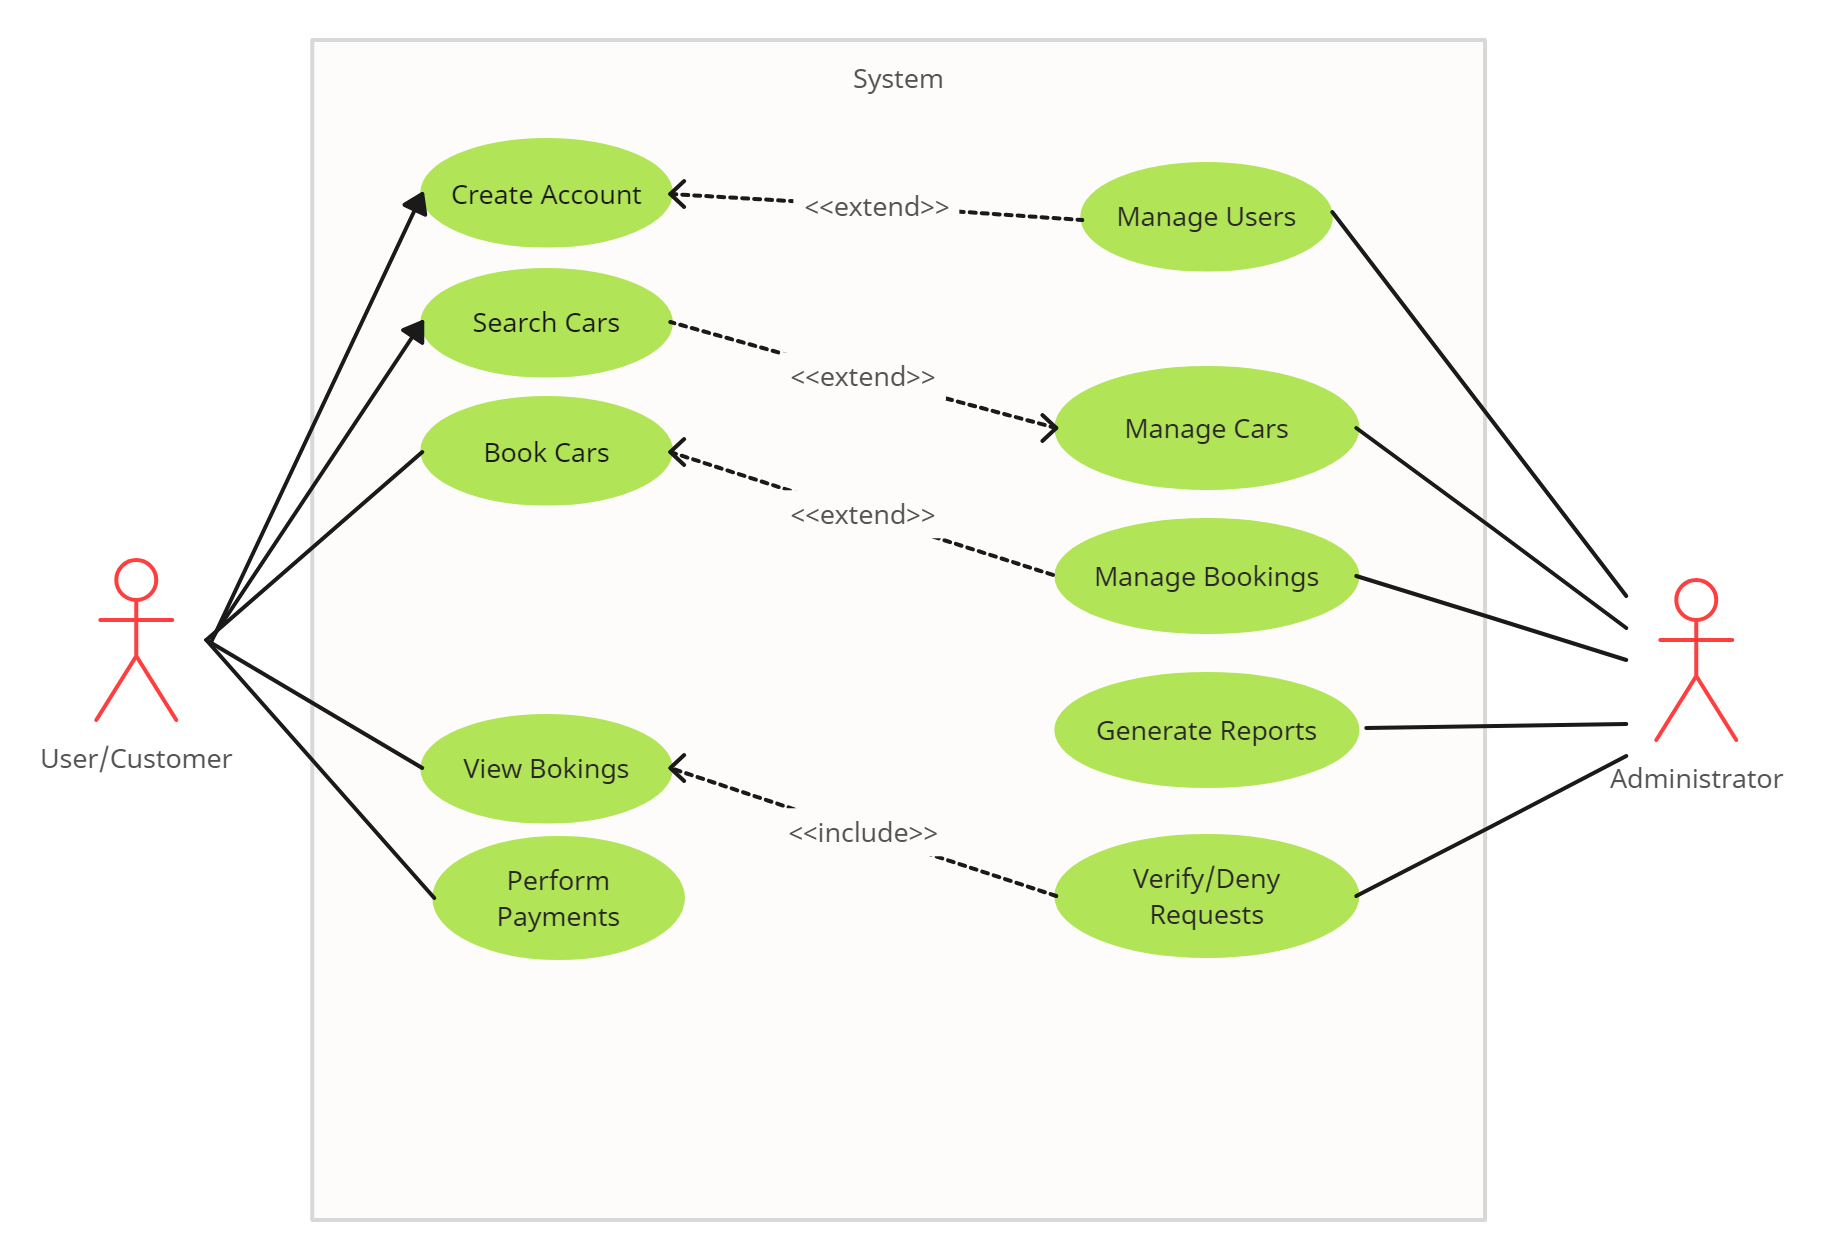 System
Create Account
<<extend>>
Manage Users
Search Cars
<<extend>>
Manage Cars
Book Cars
<<extend>>
Manage Bookings
Generate Reports
User/Customer
View Bokings
Administrator
<<include>>
Perform
Payments
Verify/Deny
Requests